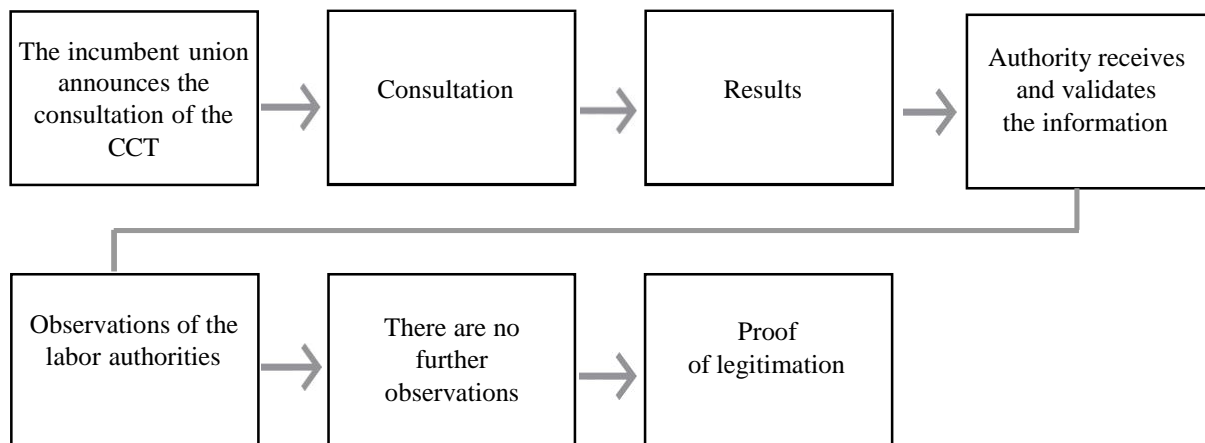 The incumbent union
announces the
consultation of the
CCT
Consultation
Results
Authority receives
and validates
the information
Observations of the
labor authorities
There are no
further
observations
Proof
of legitimation